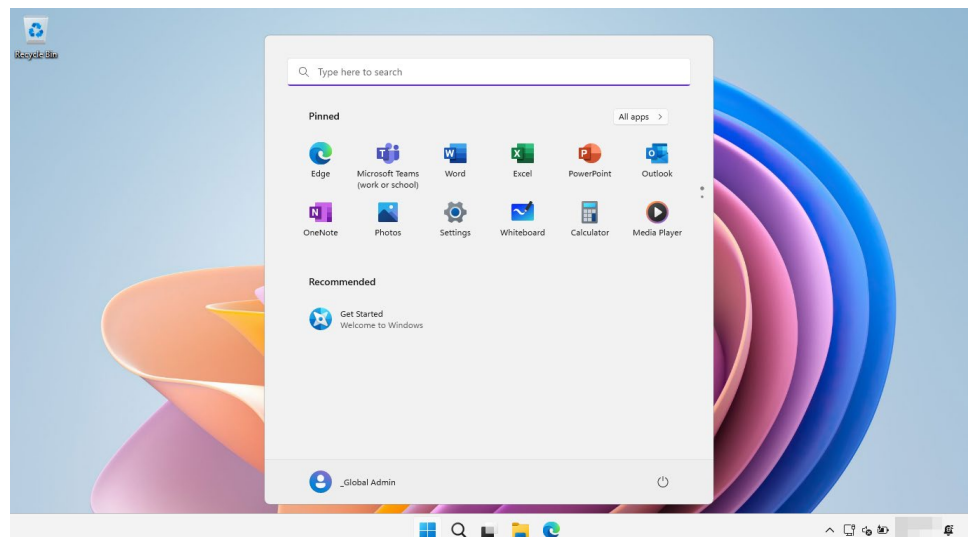 Recycle Bin
Type here to search
Pinned
All apps >
Edge
Microsoft Teams
(work or school)
Word
Excel
PowerPoint
Outlook
OneNote
Photos
Settings
Whiteboard
Calculator
Media Player
Recommended
Get Started
Welcome to Windows
_Global Admin